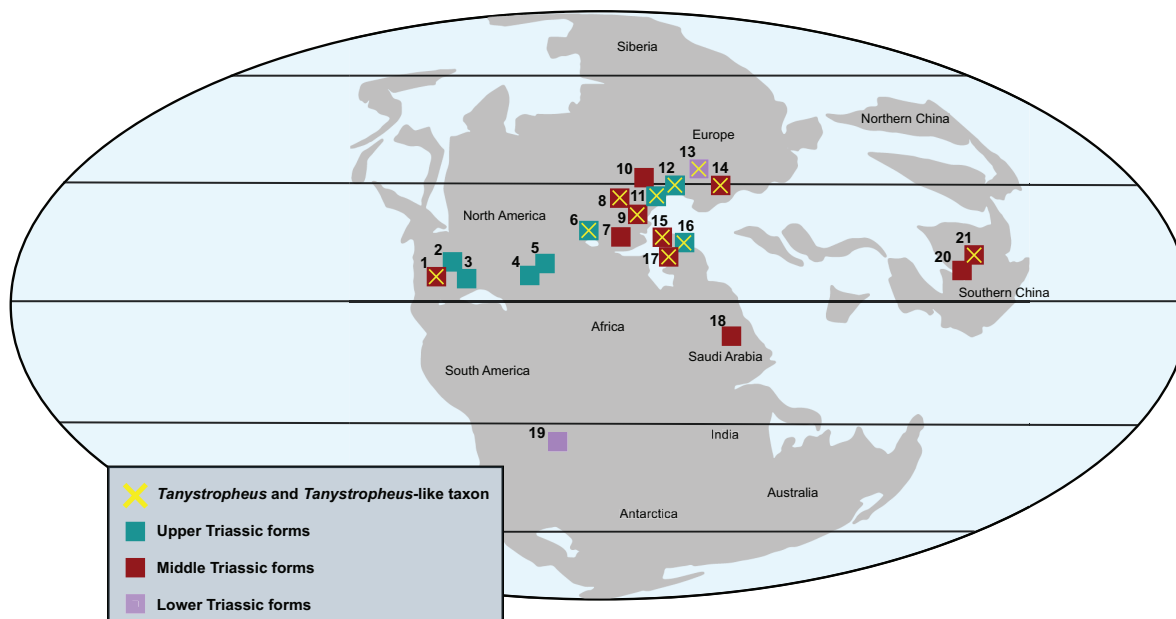 Siberia
Northern China
Europe
13
12
14
10
8
11
North America
6
9
15
16
7
5
21
2
1
3
4
17
20
Southern China
18
Africa
Saudi Arabia
South America
19
India
Australia
Antarctica
Tanystropheus and Tanystropheus-like taxon
Upper Triassic forms
Middle Triassic forms
Lower Triassic forms